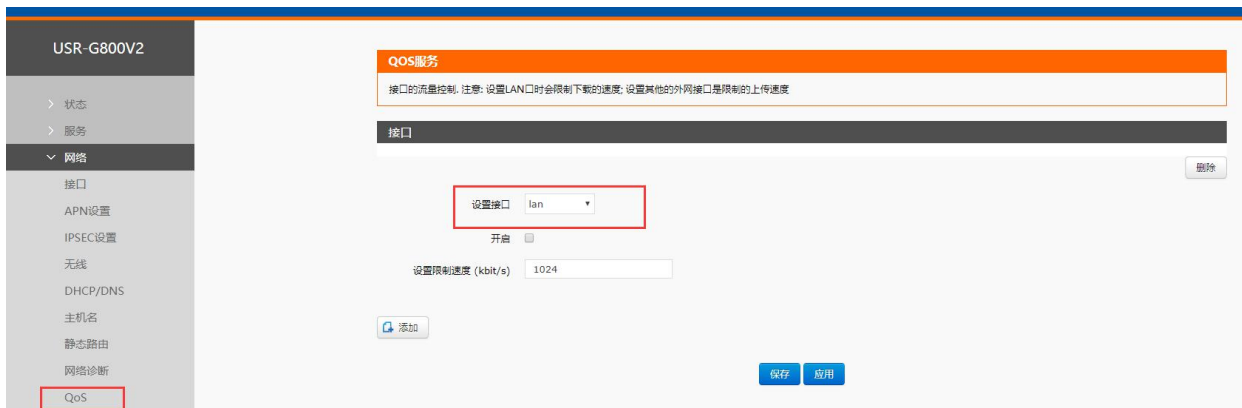 USR-G800V2
状态
服务
网络
接口
APN设置
IPSEC设置
无线
DHCP/DNS
主机名
静态路由
网络诊断
QoS
QOS服务
接口的流量控制. 注意: 设置LAN口时会限制下载的速度; 设置其他的外网接口是限制的上传速度
接口
删除
设置接口 lan
开启
设置限制速度 (kbit/s) 1024
添加
保存 应用